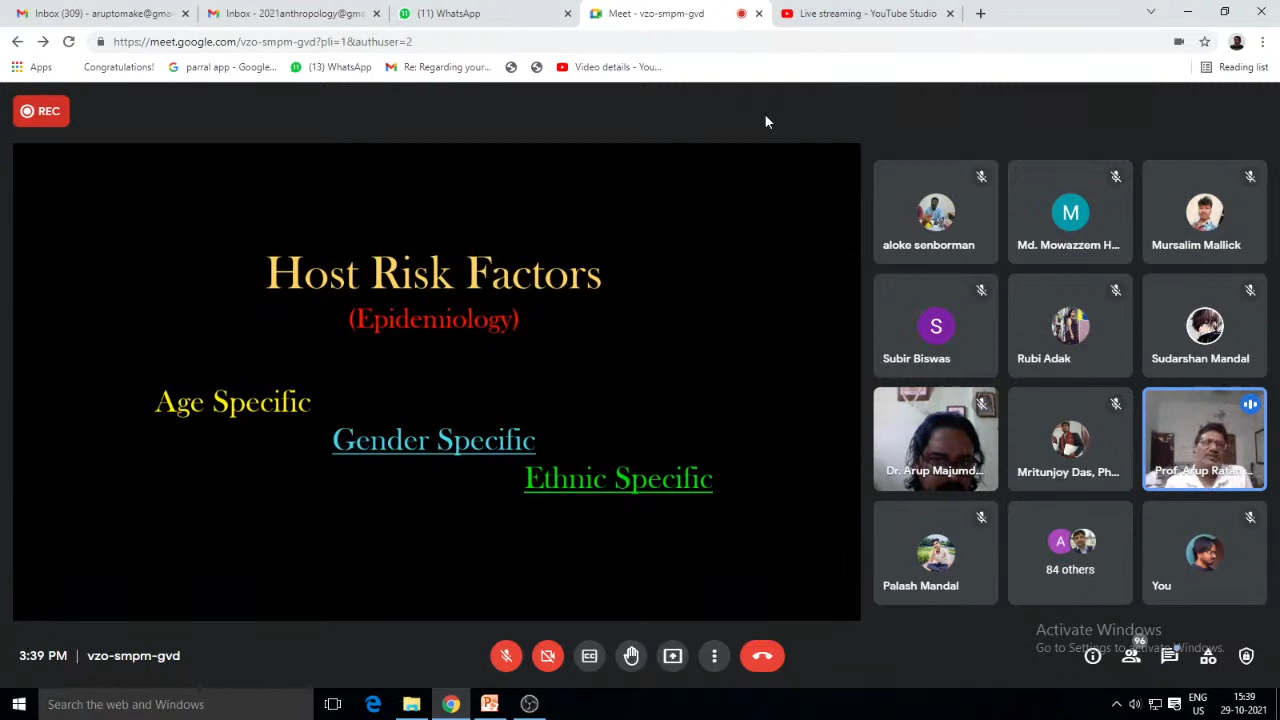 Inbox (309) - aruptomake@gma
Inbox - 2021anthropology@gma
(11) WhatsApp
Meet - vzo-smpm-gvd
Live streaming - YouTube Studio
https://meet.google.com/vzo-smpm-gvd?pli=1&authuser=2
Apps
Congratulations!
parral app - Google...
(13) WhatsApp
Re: Regarding your...
Video details - You...
Reading list
REC
Host Risk Factors
(Epidemiology)
Age Specific
Gender Specific
Ethnic Specific
aloke senborman
M
Md. Mowazzem H...
Mursalim Mallick
S
Subir Biswas
Rubi Adak
Sudarshan Mandal
Dr. Arup Majumd...
Mritunjoy Das, Ph...
Prof. Arup Ratan...
Palash Mandal
A
84 others
You
Activate Windows
Go to Settings to activate Windows.
3:39 PM | vzo-smpm-gvd
96
Search the web and Windows
ENG
US
15:39
29-10-2021